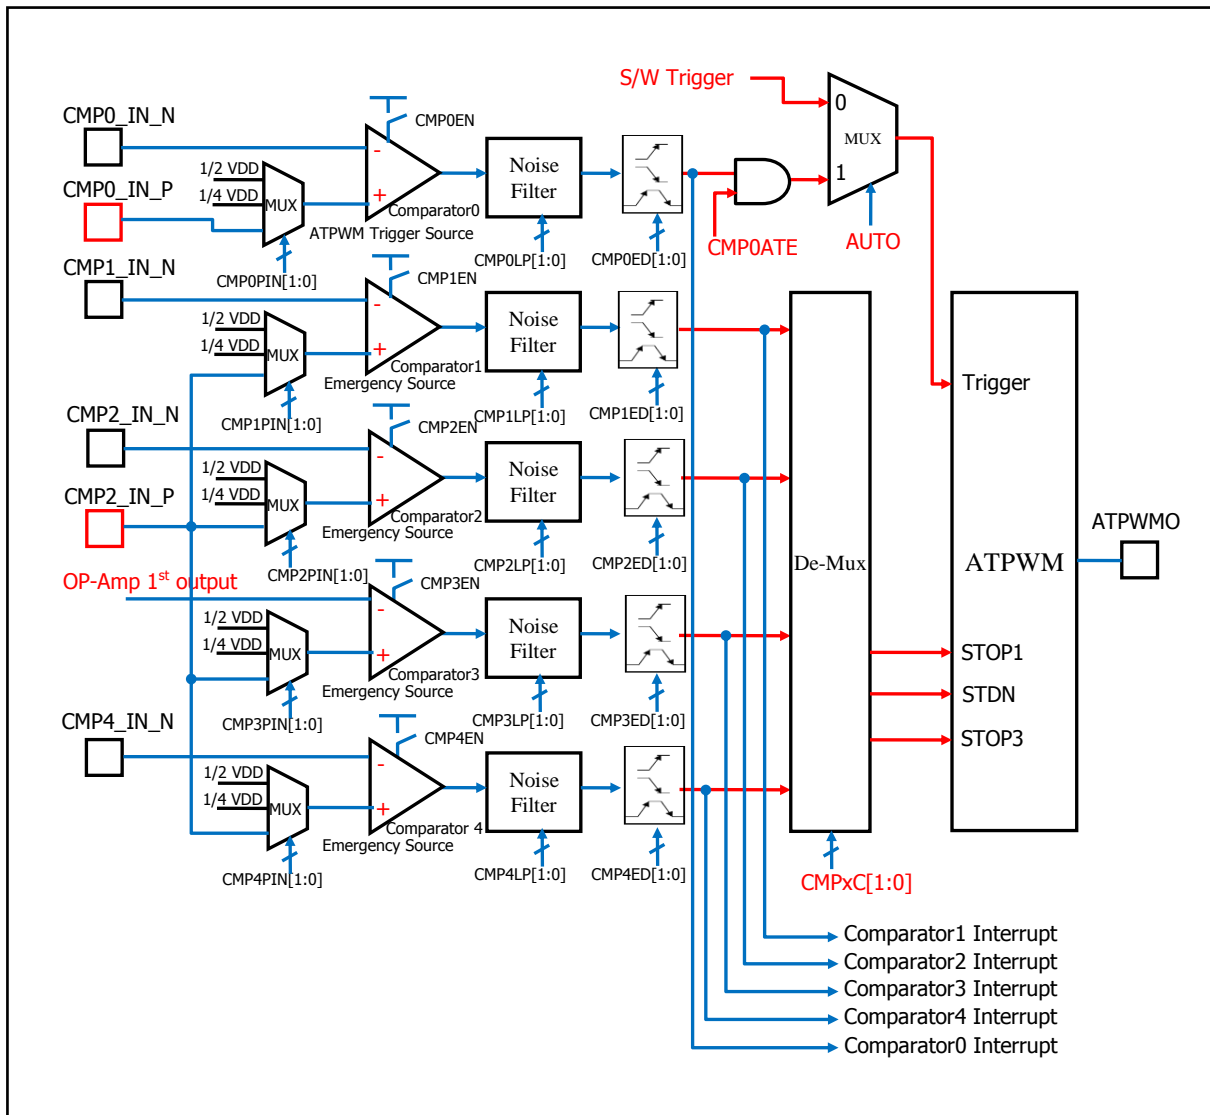 S/W Trigger
0
MUX
1
AUTO
CMP0ATE
CMP0_IN_N
CMP0EN
1/2 VDD
1/4 VDD
MUX
CMP0_IN_P
-
+
Comparator0
ATPWM Trigger Source
Noise
Filter
CMP0PIN[1:0]
CMP0LP[1:0]
CMP0ED[1:0]
CMP1_IN_N
CMP1EN
1/2 VDD
1/4 VDD
MUX
-
+
Comparator1
Emergency Source
Noise
Filter
CMP1PIN[1:0]
CMP1LP[1:0]
CMP1ED[1:0]
CMP2_IN_N
CMP2EN
1/2 VDD
1/4 VDD
MUX
CMP2_IN_P
-
+
Comparator2
Emergency Source
Noise
Filter
CMP2PIN[1:0]
CMP2LP[1:0]
CMP2ED[1:0]
OP-Amp 1st output
CMP3EN
1/2 VDD
1/4 VDD
MUX
-
+
Comparator3
Emergency Source
Noise
Filter
CMP3PIN[1:0]
CMP3LP[1:0]
CMP3ED[1:0]
CMP4_IN_N
CMP4EN
1/2 VDD
1/4 VDD
MUX
-
+
Comparator 4
Emergency Source
Noise
Filter
CMP4PIN[1:0]
CMP4LP[1:0]
CMP4ED[1:0]
De-Mux
CMPxC[1:0]
Trigger
ATPWM
STOP1
STDN
STOP3
ATPWMO
Comparator1 Interrupt
Comparator2 Interrupt
Comparator3 Interrupt
Comparator4 Interrupt
Comparator0 Interrupt